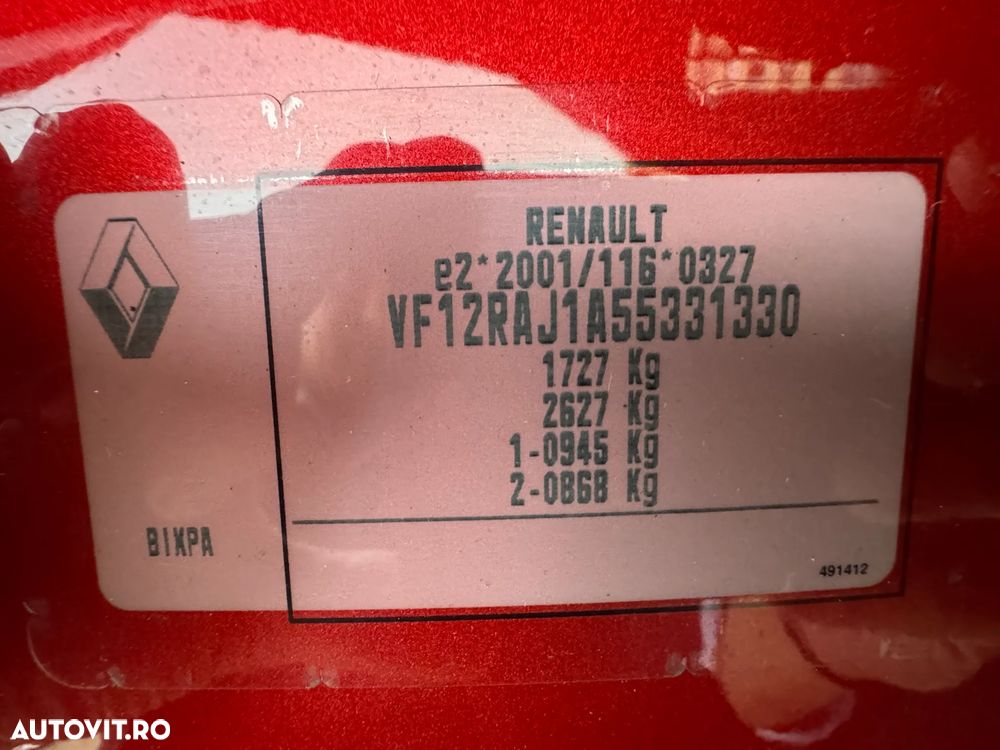 RENAULT
e2*2001/116*0327
VF12RAJ1A55331330
1727 Kg
2627 Kg
1-0945 Kg
2-0868 Kg
BIXPA
491412
AUTOVIT.RO